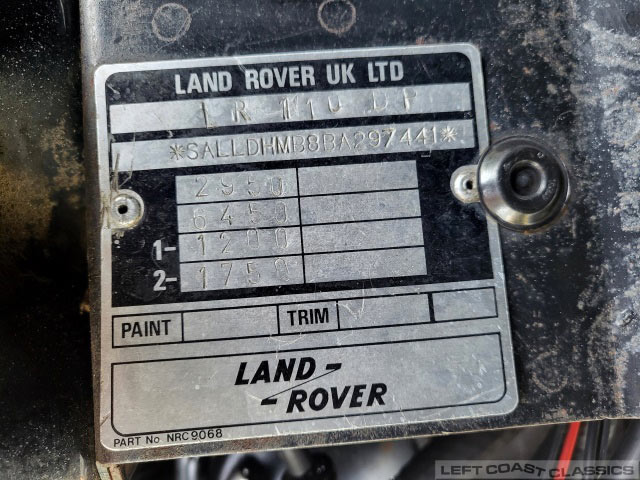 LAND ROVER UK LTD
LR 110 DP
*SALLDHMB8BA297441*
2950
6450
1- 1200
2- 1750
PAINT TRIM
LAND-
-ROVER
PART No NRC9068
LEFT COAST CLASSICS